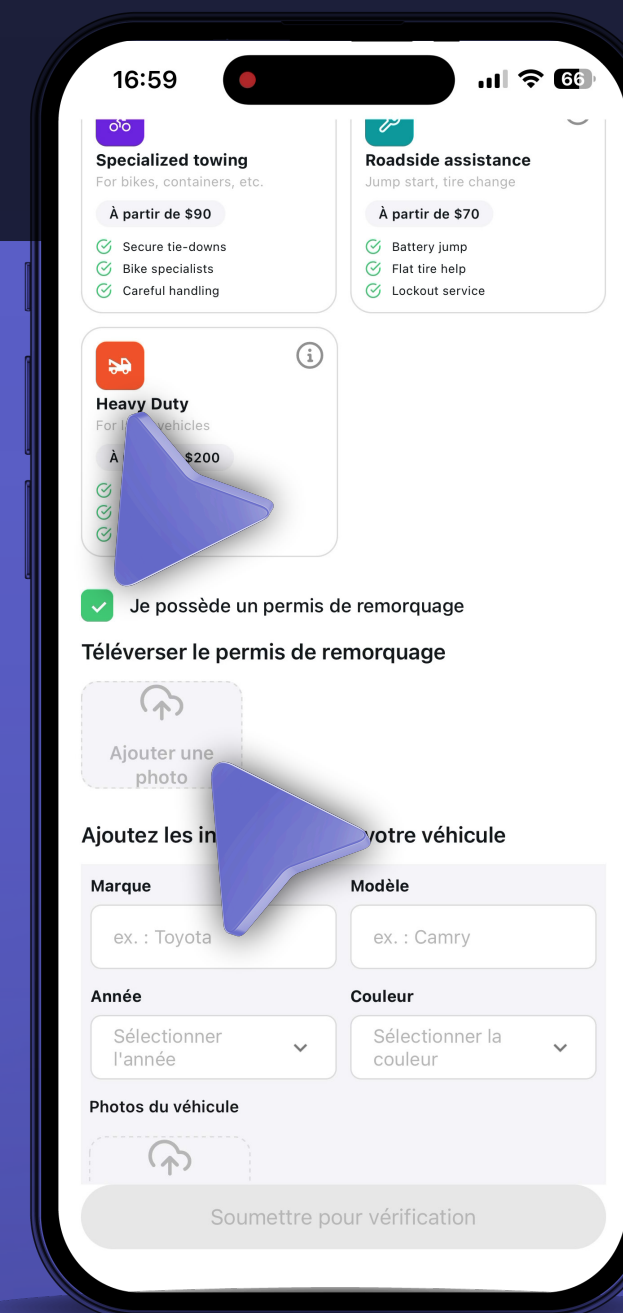 16:59
66
Specialized towing
For bikes, containers, etc.
À partir de $90
Secure tie-downs
Bike specialists
Careful handling
Roadside assistance
Jump start, tire change
À partir de $70
Battery jump
Flat tire help
Lockout service
Heavy Duty
For vehicles
À $200
Je possède un permis de remorquage
Téléverser le permis de remorquage
Ajouter une
photo
Ajoutez les votre véhicule
Marque
Modèle
ex. : Toyota
ex. : Camry
Année
Couleur
Sélectionner
l'année
Sélectionner la
couleur
Photos du véhicule
Soumettre pour vérification